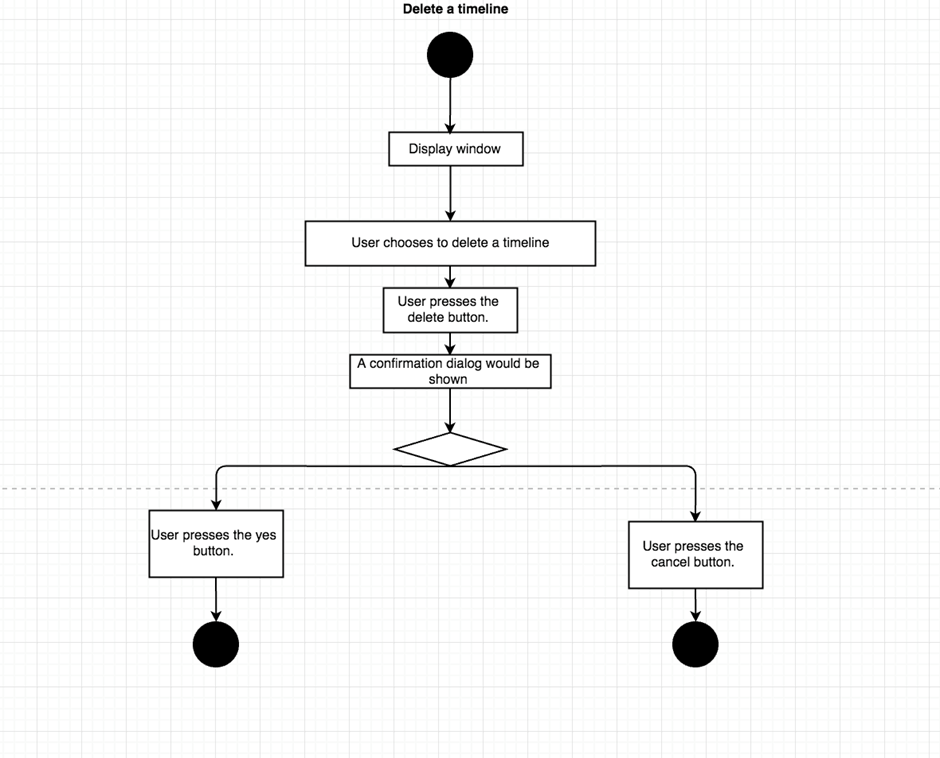 Delete a timeline
Display window
User chooses to delete a timeline
User presses the
delete button.
A confirmation dialog would be
shown
User presses the yes
button.
User presses the
cancel button.